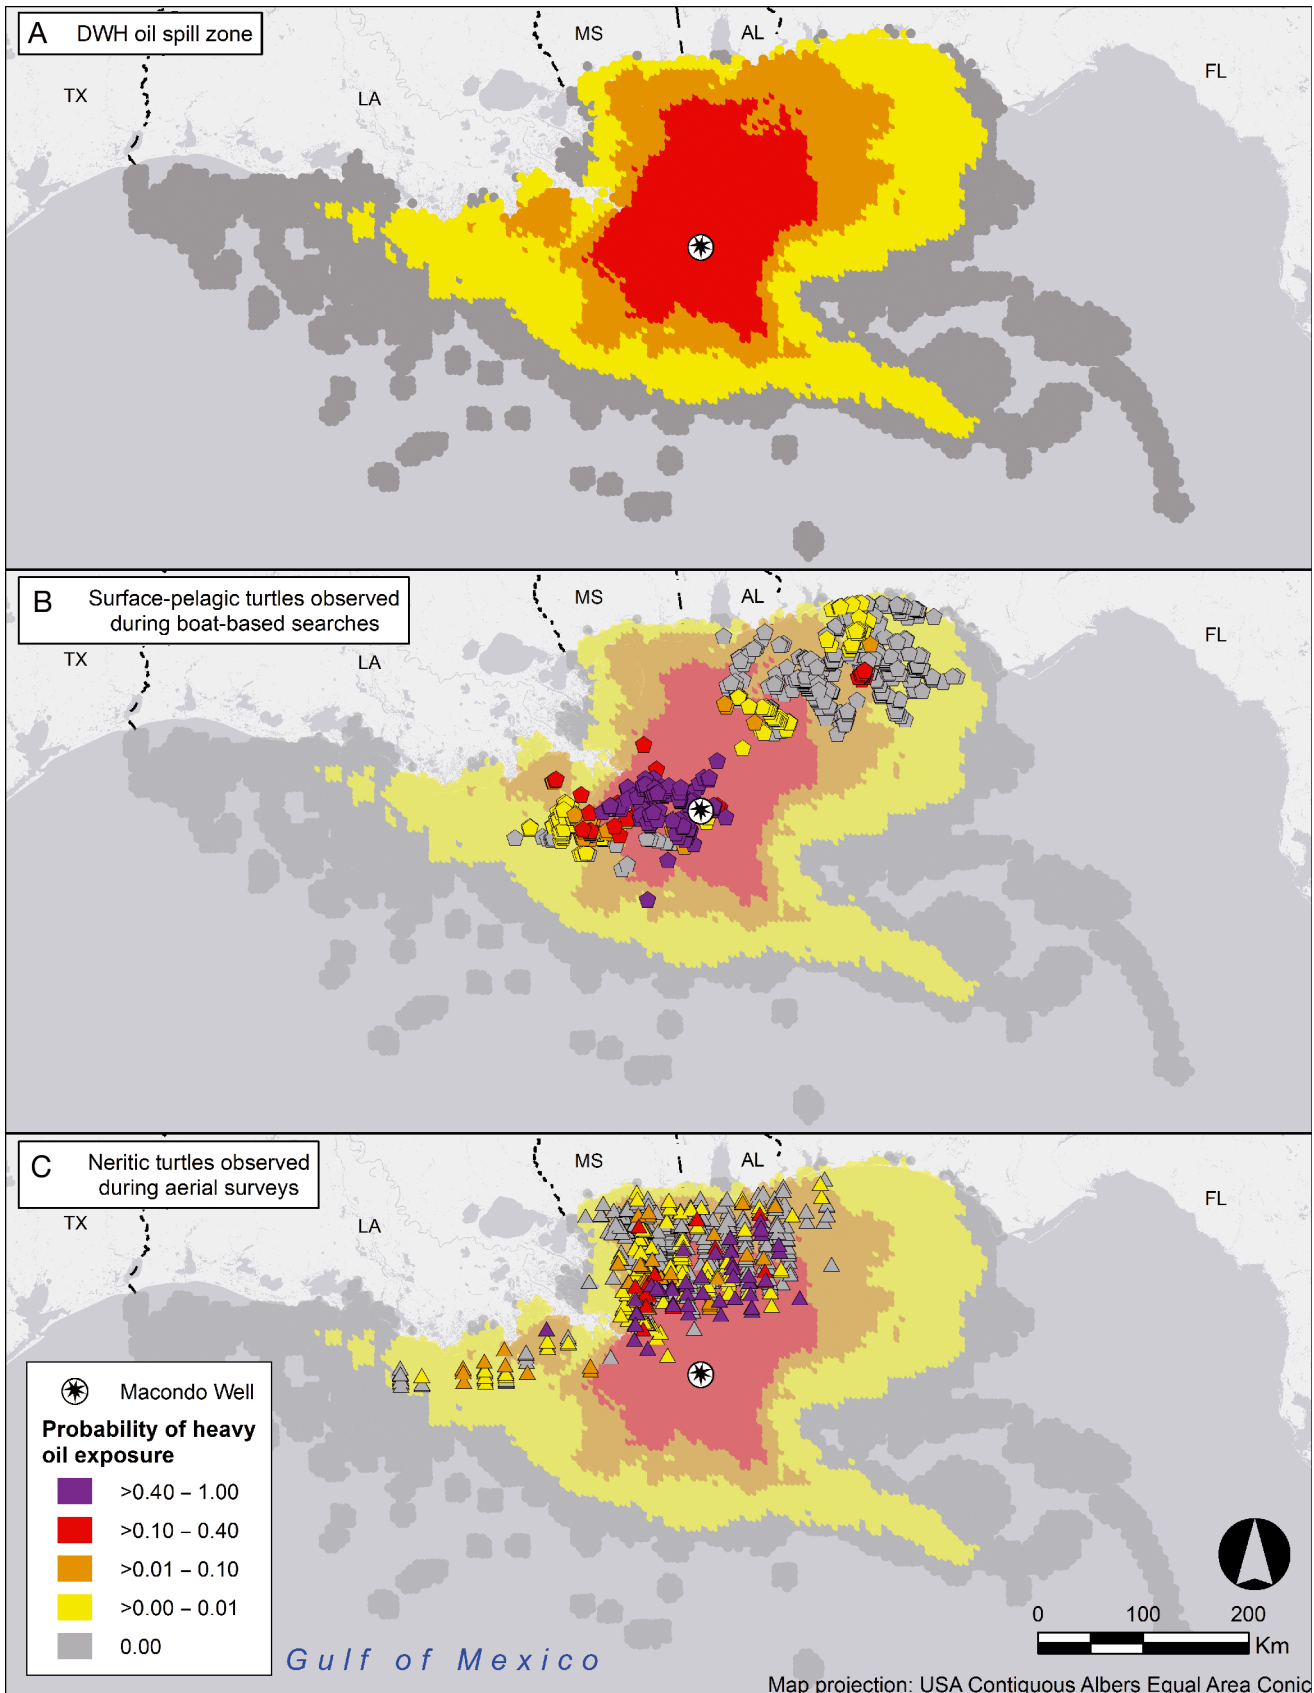 A DWH oil spill zone
MS
AL
TX
LA
FL
B Surface-pelagic turtles observed
during boat-based searches
MS
AL
TX
LA
FL
C Neritic turtles observed
during aerial surveys
MS
AL
TX
LA
FL
Macondo Well
Probability of heavy
oil exposure
>0.40 – 1.00
>0.10 – 0.40
>0.01 – 0.10
>0.00 – 0.01
0.00
Gulf of Mexico
0 100 200
Km
Map projection: USA Contiguous Albers Equal Area Conic